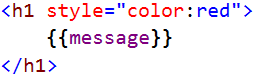 <h1 style="color:red">
    {{message}}
</h1>